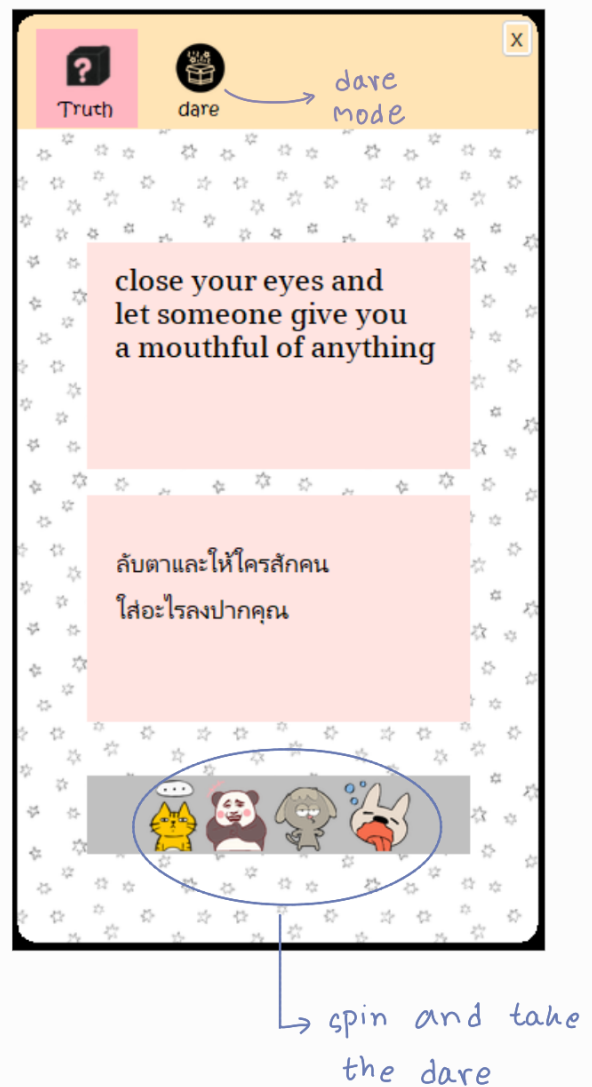 ?
X
Truth
dare
dare
mode
close your eyes and
let someone give you
a mouthful of anything
ลับตาและให้ใครสักคน
ใส่อะไรลงปากคุณ
...
spin and take
the dare